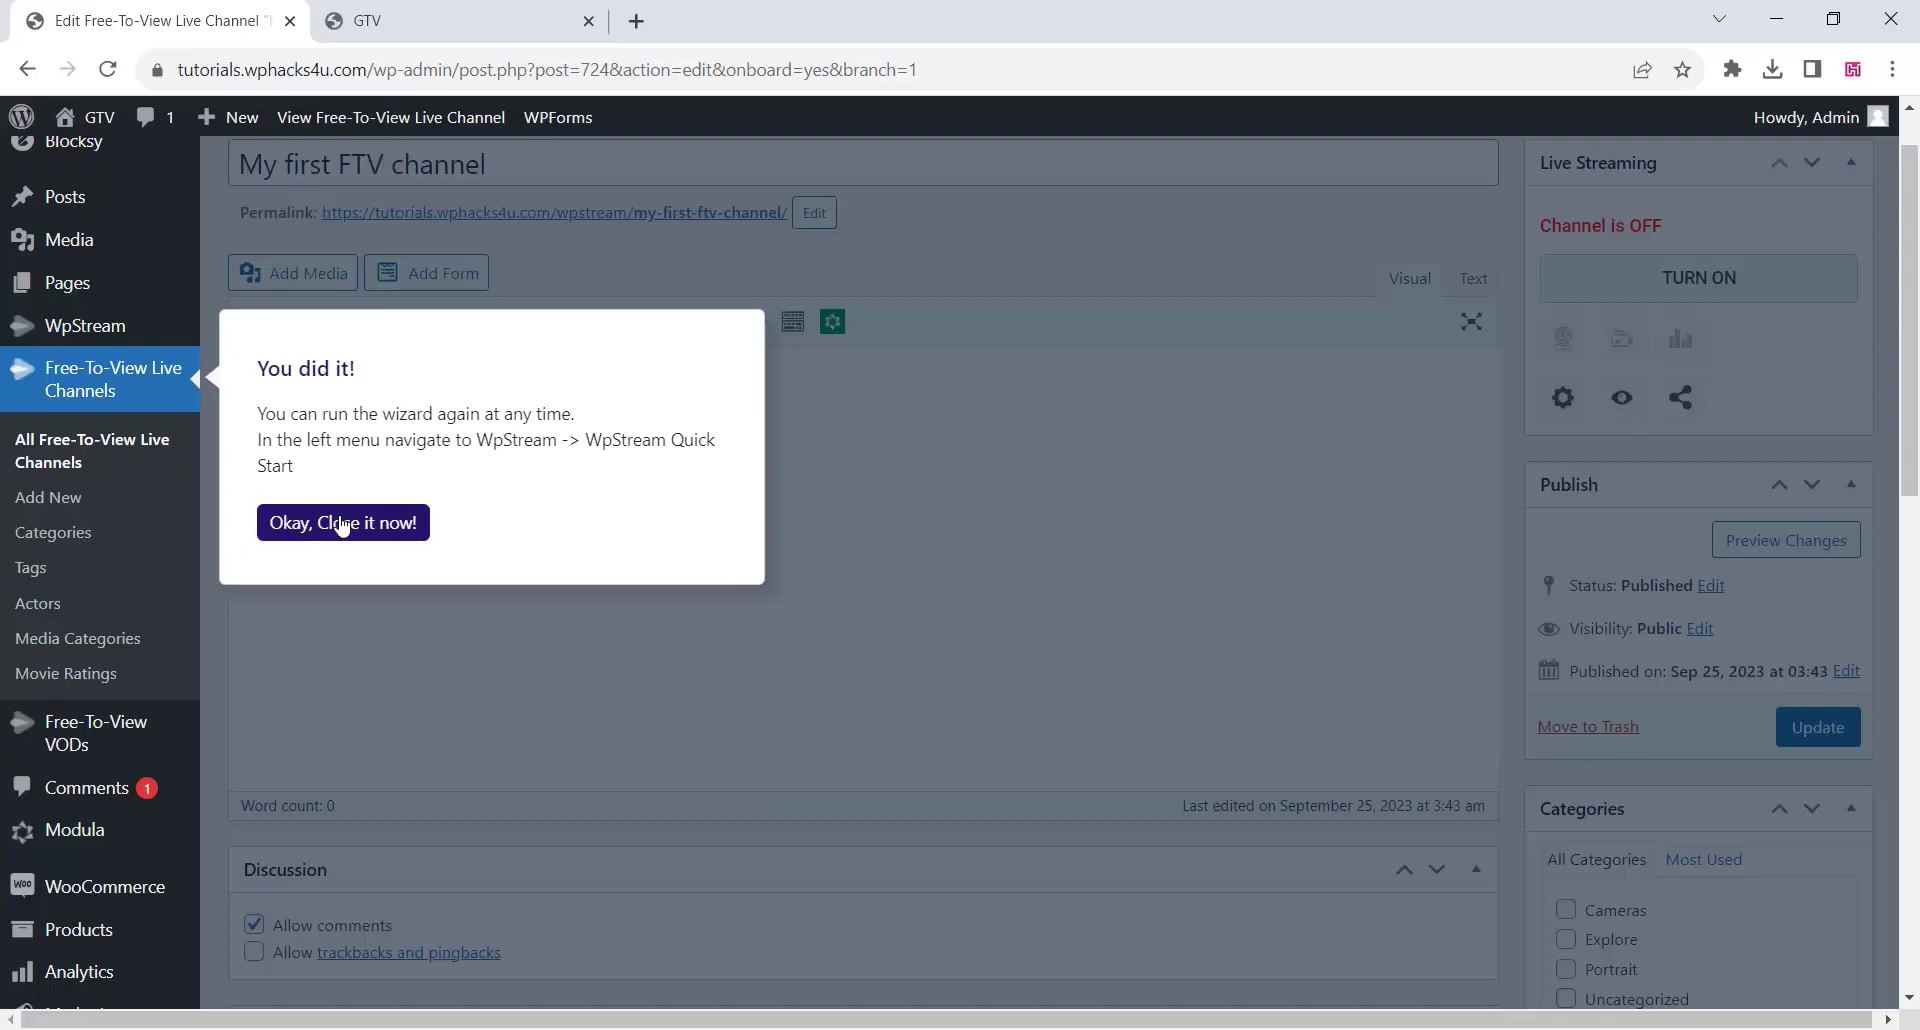 Edit Free-To-View Live Channel "
GTV
tutorials.wphacks4u.com/wp-admin/post.php?post=724&action=edit&onboard=yes&branch=1
GTV
1
New
View Free-To-View Live Channel
WPForms
Howdy, Admin
Blocksy
Posts
Media
Pages
WpStream
Free-To-View Live
Channels
All Free-To-View Live
Channels
Add New
Categories
Tags
Actors
Media Categories
Movie Ratings
Free-To-View
VODs
Comments 1
Modula
WooCommerce
Products
Analytics
My first FTV channel
Permalink: https://tutorials.wphacks4u.com/wpstream/my-first-ftv-channel/
Edit
Add Media
Add Form
Visual
Text
You did it!
You can run the wizard again at any time.
In the left menu navigate to WpStream -> WpStream Quick
Start
Okay, Close it now!
Word count: 0
Last edited on September 25, 2023 at 3:43 am
Discussion
Allow comments
Allow trackbacks and pingbacks
Live Streaming
Channel is OFF
TURN ON
Publish
Preview Changes
Status: Published Edit
Visibility: Public Edit
Published on: Sep 25, 2023 at 03:43 Edit
Move to Trash
Update
Categories
All Categories
Most Used
Cameras
Explore
Portrait
Uncategorized